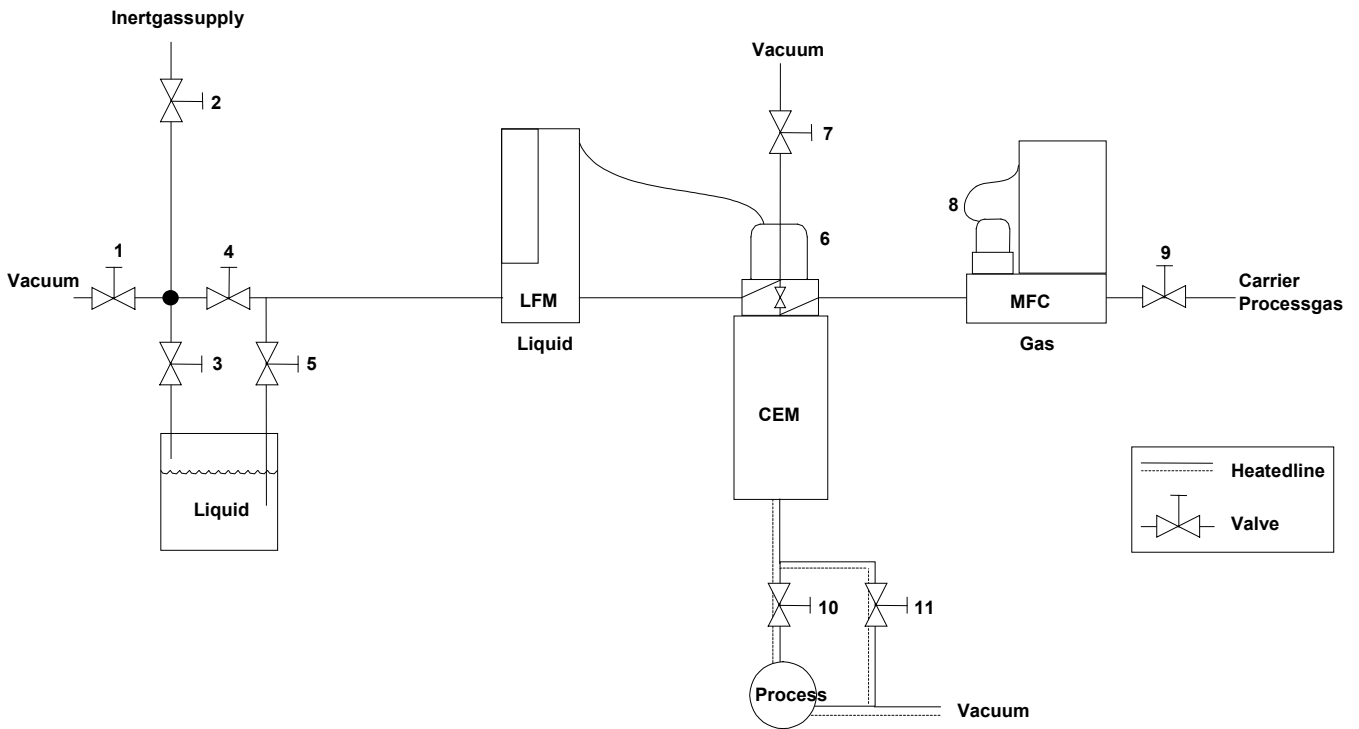 Inertgassupply
2
Vacuum
7
8
6
1
4
9
Vacuum
Carrier
Processgas
LFM
MFC
Liquid
Gas
3
5
CEM
Liquid
Heatedline
Valve
10
11
Process
Vacuum